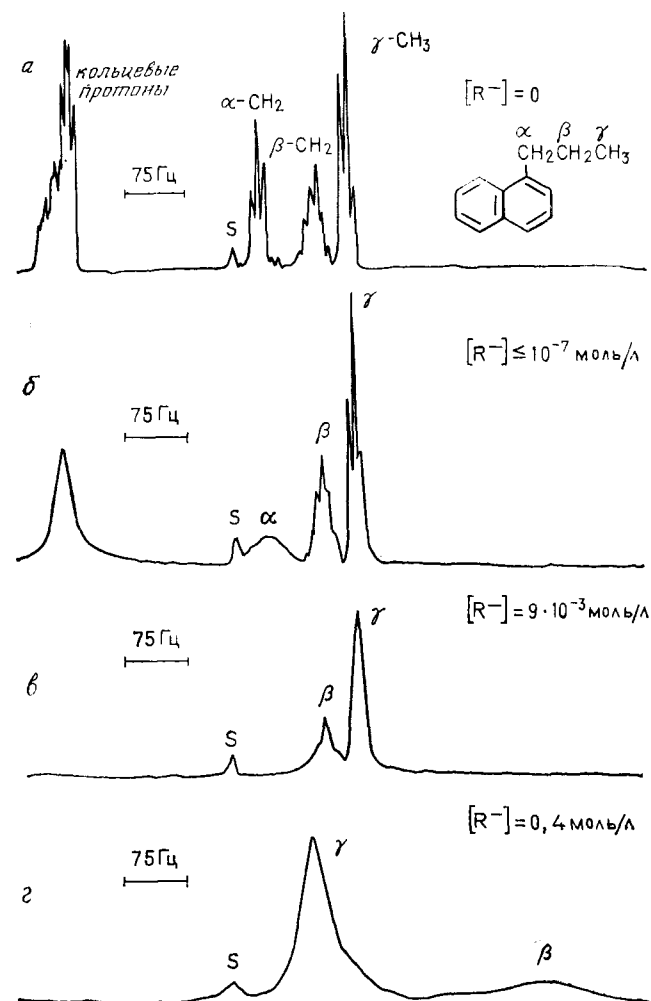 а
кольцевые
протоны
α-CH₂
β-CH₂
γ-CH₃
[R⁻]=0
α β γ
CH₂CH₂CH₃
75 Гц
S
б
γ
[R⁻]≤10⁻⁷ моль/л
75 Гц
β
S
α
в
γ
[R⁻]=9·10⁻³ моль/л
75 Гц
β
S
г
[R⁻]=0,4 моль/л
75 Гц
γ
S
β